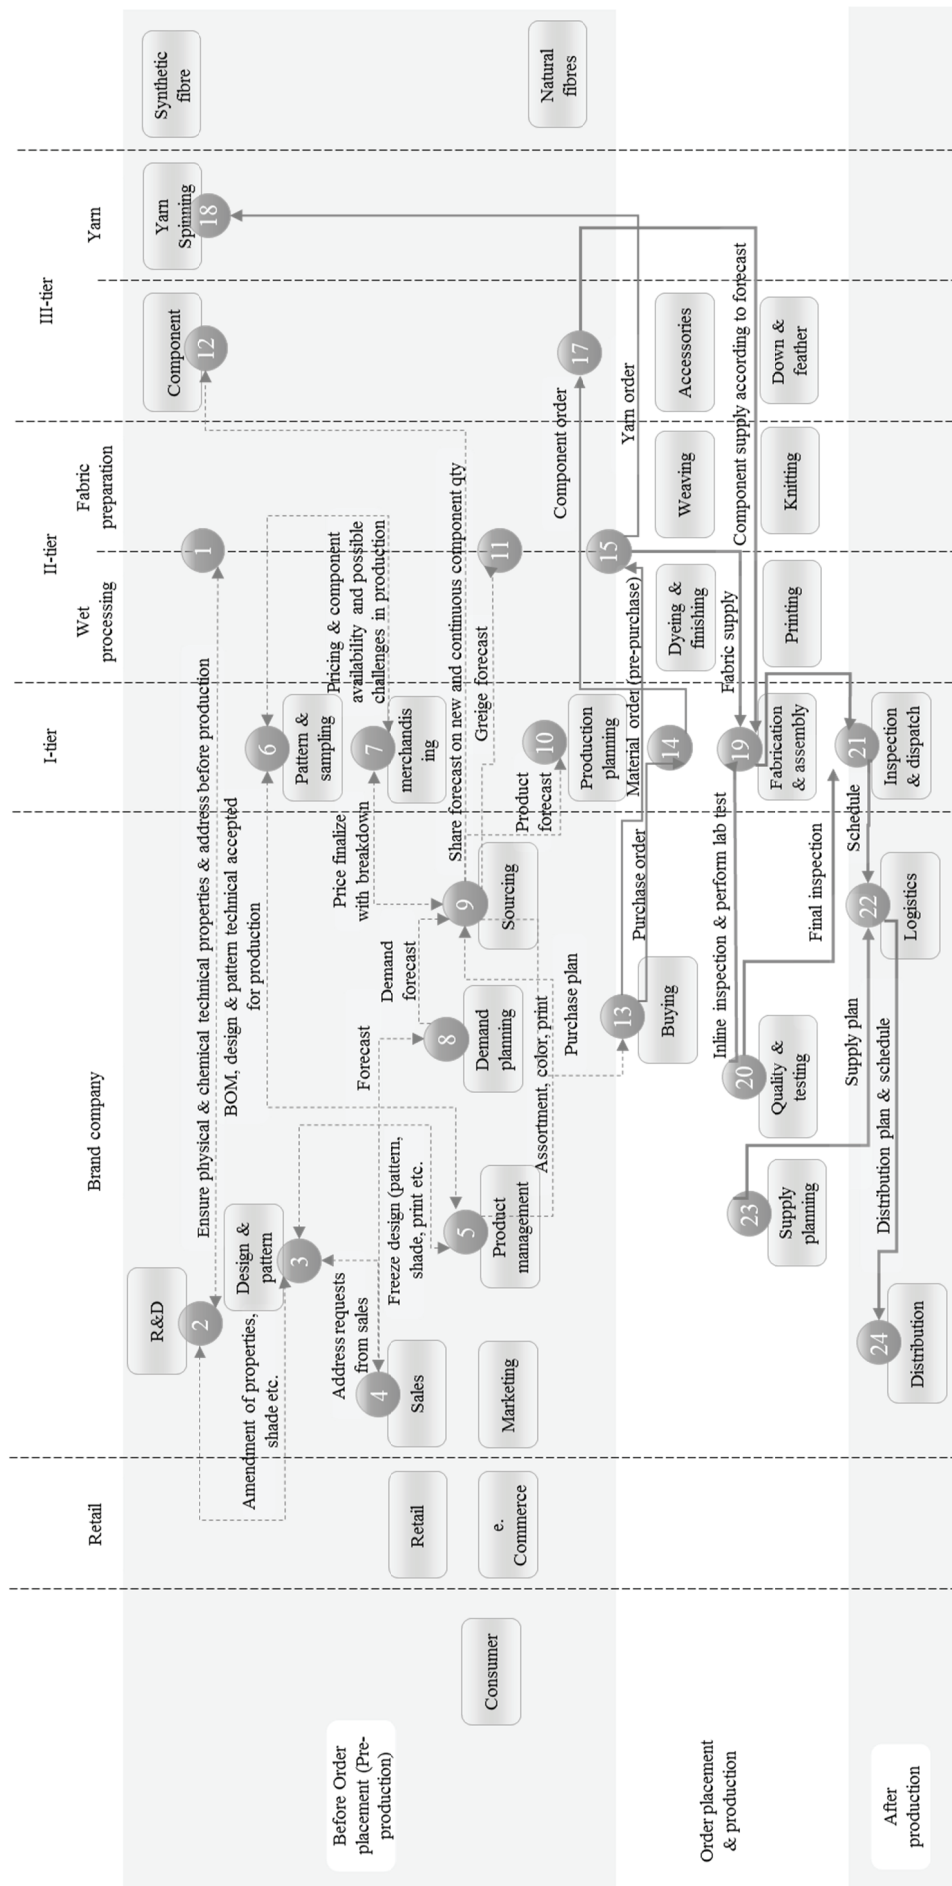 Retail
Brand company
I-tier
II-tier
III-tier
Wet
processing
Fabric
preparation
Yarn
Before Order
placement (Pre-
production)
Consumer
Retail
e.
Commerce
R&D
2
Ensure physical & chemical technical properties & address before production
1
Component
12
Yarn
Spinning
18
Synthetic
fibre
Amendment of properties,
shade etc.
Design &
pattern
3
BOM, design & pattern technical accepted
for production
6
Pattern &
sampling
Address requests
from sales
4
Sales
Forecast
Price finalize
with breakdown
7
merchandis
ing
Pricing & component
availability and possible
challenges in production
Freeze design (pattern,
shade, print etc.
Demand
forecast
8
Demand
planning
Marketing
5
Product
management
9
Sourcing
Share forecast on new and continuous component qty
Greige forecast
11
Assortment, color, print
Product
forecast
10
Production
planning
Natural
fibres
Order placement
& production
Purchase plan
13
Buying
Purchase order
Material order (pre-purchase)
14
15
Component order
17
Yarn order
Dyeing &
finishing
Weaving
Accessories
Inline inspection & perform lab test
20
Quality &
testing
Fabric supply
Component supply according to forecast
19
Fabrication
& assembly
Printing
Knitting
Down &
feather
23
Supply
planning
Final inspection
Supply plan
Schedule
21
Inspection
& dispatch
After
production
24
Distribution
Distribution plan & schedule
22
Logistics